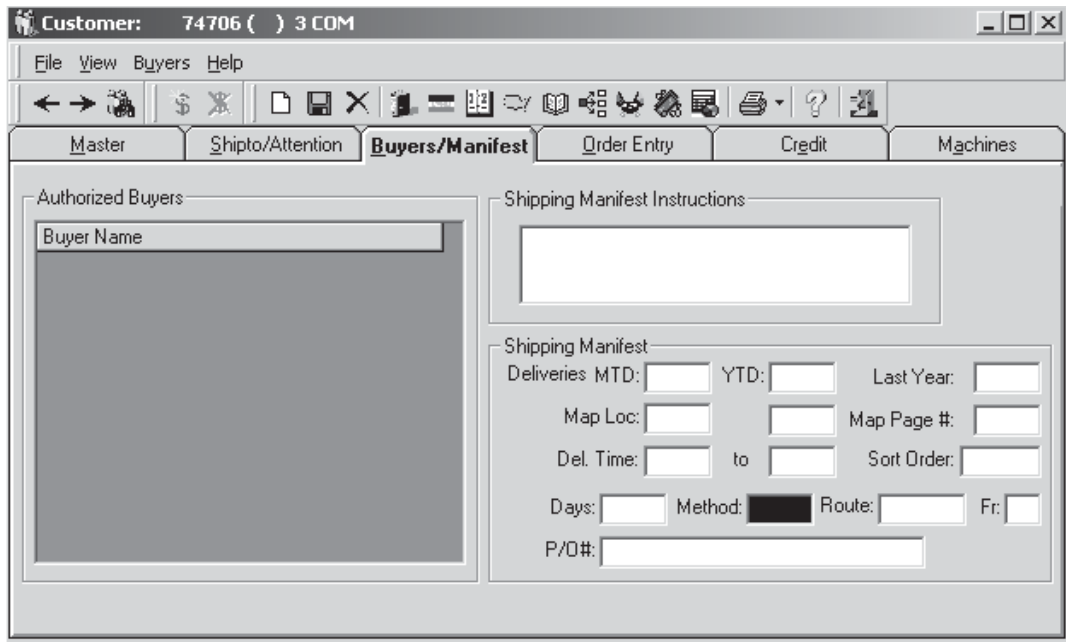 Customer: 74706 ( ) 3 COM
File View Buyers Help
Master Shipto/Attention Buyers/Manifest Order Entry Credit Machines
Authorized Buyers
Buyer Name
Shipping Manifest Instructions
Shipping Manifest
Deliveries MTD: YTD: Last Year:
Map Loc: Map Page #:
Del. Time: to Sort Order:
Days: Method: Route: Fr:
P/O#: